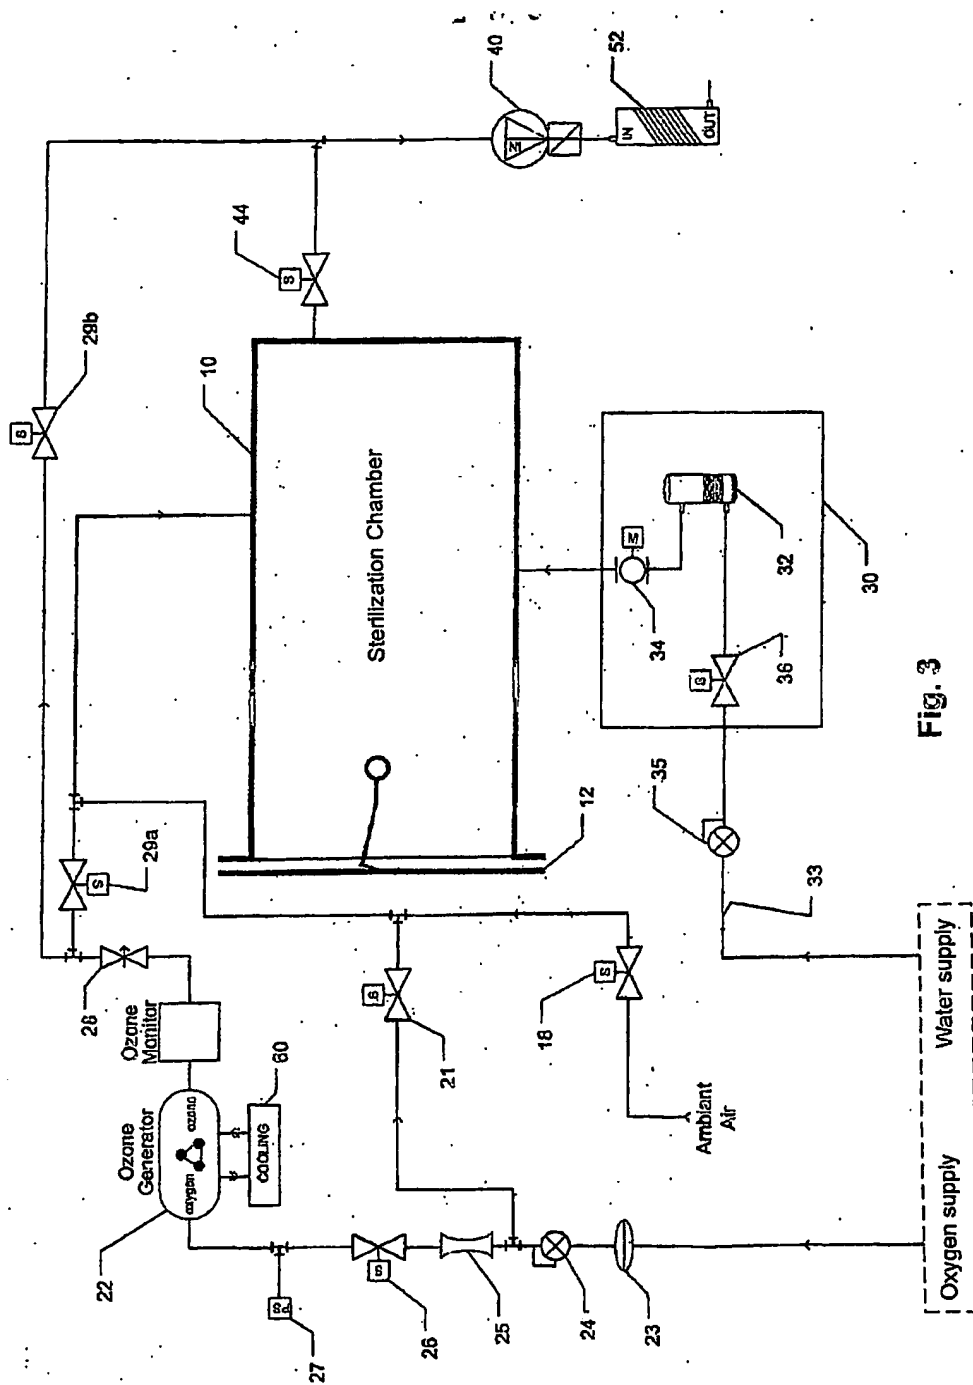 22
Ozone
Generator
oxygen
ozone
Ozone
Monitor
28
29a
29b
S
S
COOLING
60
PS
27
S
26
25
24
23
Oxygen supply
Water supply
S
21
S
18
Ambiant
Air
12
Sterilization Chamber
10
S
44
40
52
IN
OUT
33
35
S
36
M
34
32
30
Fig. 3